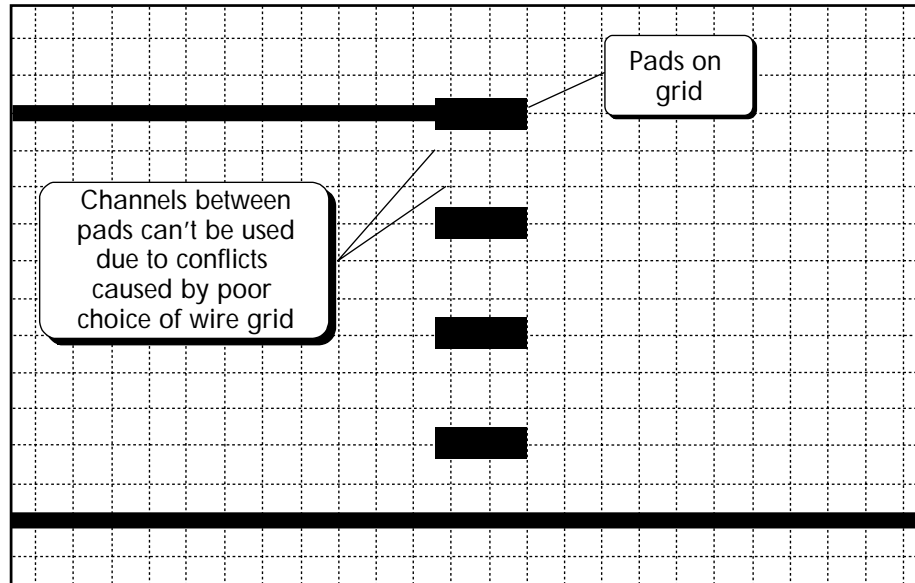 Pads on
grid
Channels between
pads can't be used
due to conflicts
caused by poor
choice of wire grid